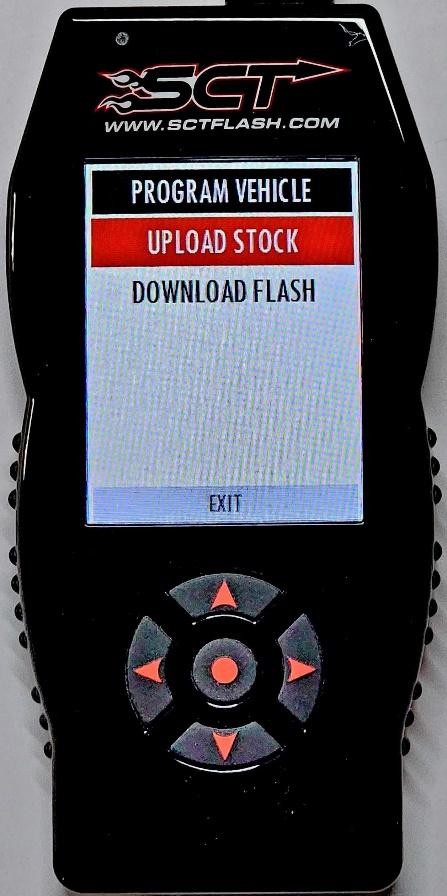 SCT
WWW.SCTFLASH.COM
PROGRAM VEHICLE
UPLOAD STOCK
DOWNLOAD FLASH
EXIT